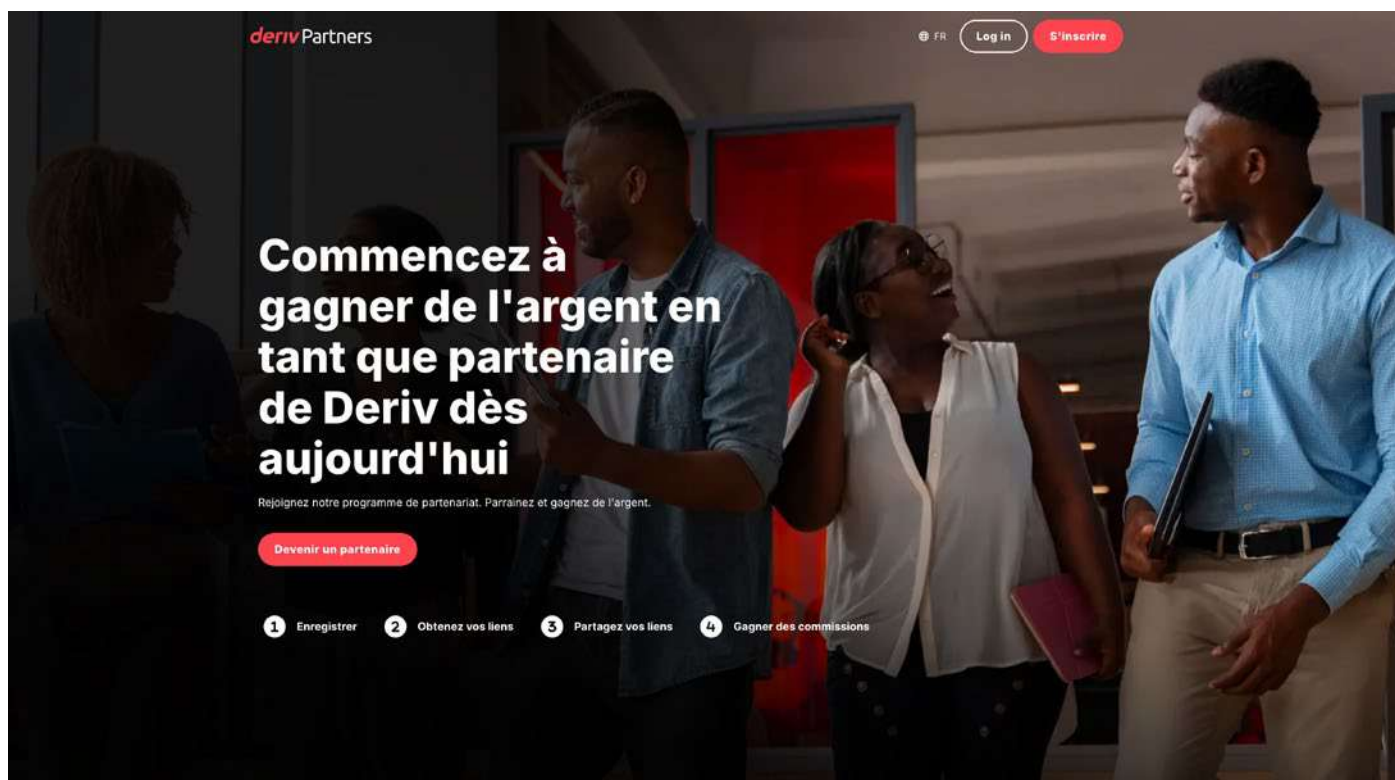 deriv Partners
FR
Log in
S'inscrire
Commencez à
gagner de l'argent en
tant que partenaire
de Deriv dès
aujourd'hui
Rejoignez notre programme de partenariat. Parrainez et gagnez de l'argent.
Devenir un partenaire
1 Enregistrer
2 Obtenez vos liens
3 Partagez vos liens
4 Gagner des commissions